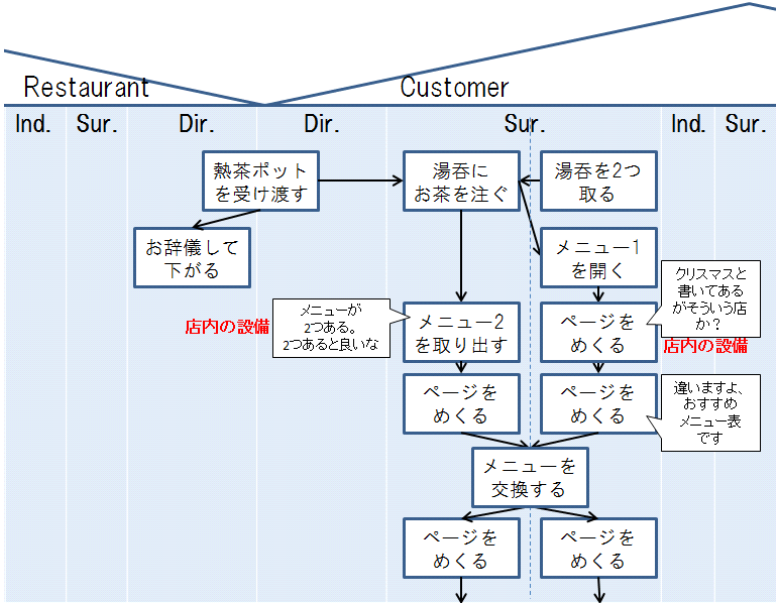 Restaurant
Customer
Ind.
Sur.
Dir.
Dir.
Sur.
Ind.
Sur.
熱茶ポット
を受け渡す
湯呑に
お茶を注ぐ
湯呑を2つ
取る
お辞儀して
下がる
メニュー1
を開く
クリスマスと
書いてある
がそういう店
か？
店内の設備
メニューが
2つある。
2つあると良いな
メニュー2
を取り出す
ページを
めくる
店内の設備
ページを
めくる
ページを
めくる
違いますよ、
おすすめ
メニュー表
です
メニューを
交換する
ページを
めくる
ページを
めくる